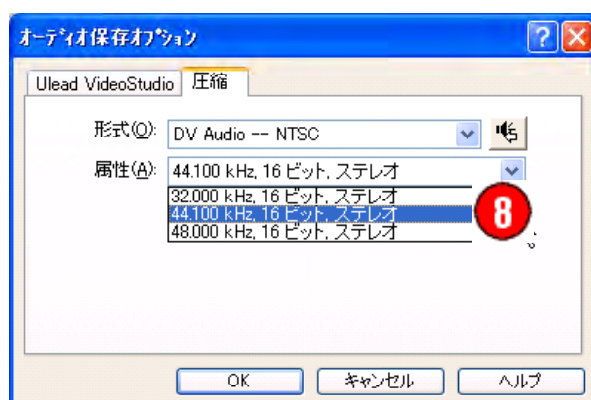 オーディオ保存オプション
Ulead VideoStudio 圧縮
形式(O): DV Audio -- NTSC
属性(A): 44.100 kHz, 16 ビット, ステレオ
32.000 kHz, 16 ビット, ステレオ
44.100 kHz, 16 ビット, ステレオ
8
48.000 kHz, 16 ビット, ステレオ
OK キャンセル ヘルプ